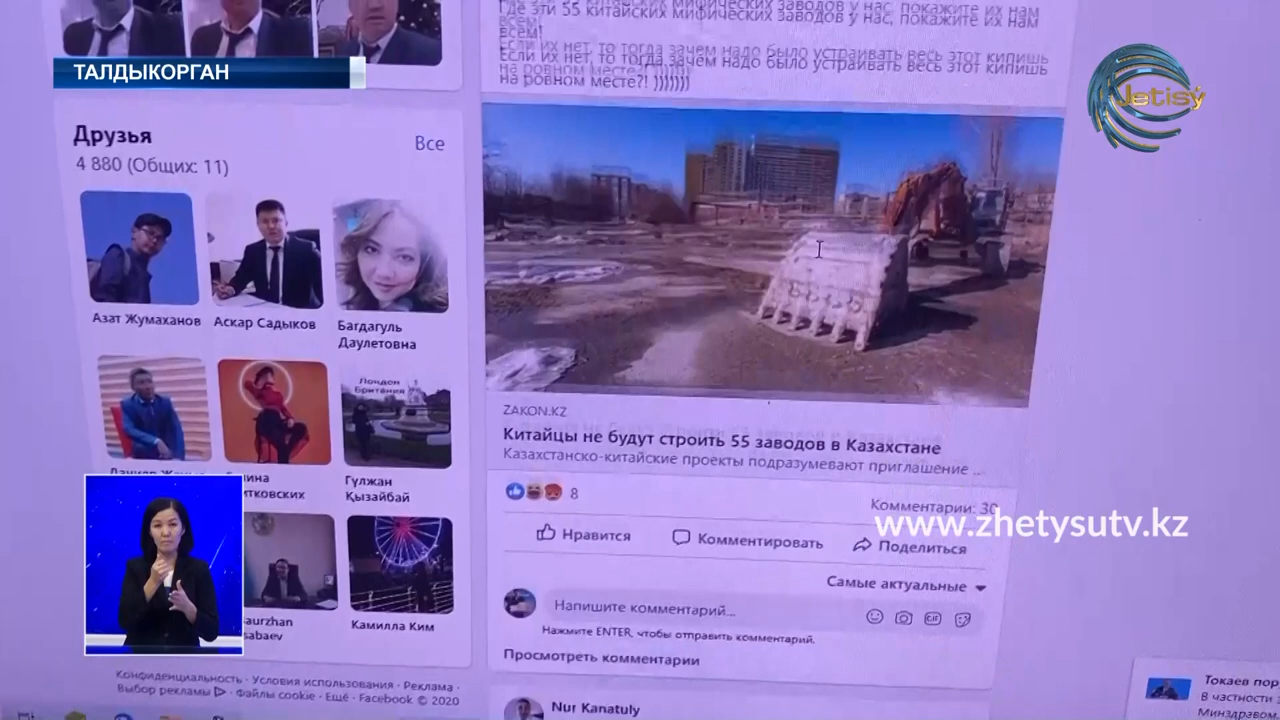 Где эти 55 китайских мифических заводов у нас, покажите их нам
всем!
Если их нет, то тогда зачем надо было устраивать весь этот кипишь
на ровном месте?! )))))))
ТАЛДЫКОРГАН
Jetisý
Друзья
Все
4 880 (Общих: 11)
Азат Жумаханов
Аскар Садыков
Багдагуль
Даулетовна
Лондон
Британия
Гүлжан
Қызайбай
Камилла Ким
ZAKON.KZ
Китайцы не будут строить 55 заводов в Казахстане
Казахстанско-китайские проекты подразумевают приглашение ...
8
Комментарии: 30
www.zhetysutv.kz
Нравится
Комментировать
Поделиться
Самые актуальные
Напишите комментарий...
GIF
Нажмите ENTER, чтобы отправить комментарий.
Просмотреть комментарии
Nur Kanatuly
Конфиденциальность · Условия использования · Реклама ·
Выбор рекламы · Файлы cookie · Ещё · Facebook © 2020
Токаев пор
В частности
Минздравом